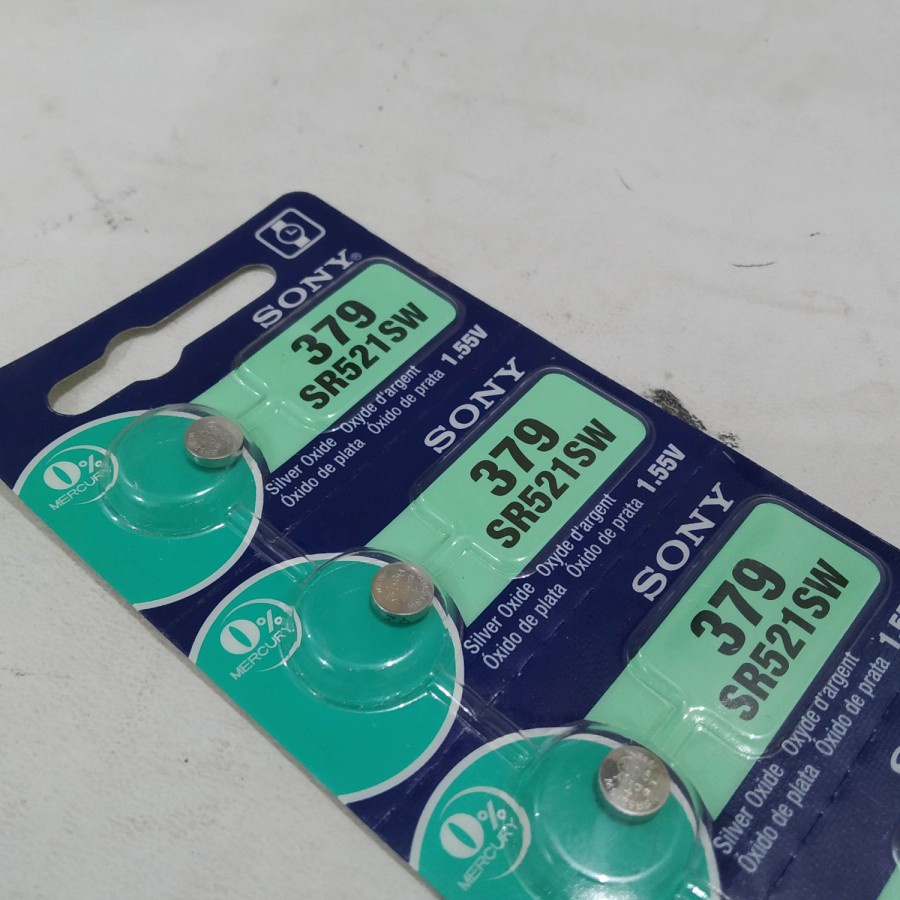 SONY®
379
SR521SW
1.55V
Silver Oxide Oxyde d'argent
Óxido de plata Óxido de prata
0%
MERCURY
SONY
379
SR521SW
1.55V
Silver Oxide Oxyde d'argent
Óxido de plata Óxido de prata
0%
MERCURY
SONY
379
SR521SW
Silver Oxide Oxyde d'argent
Óxido de plata Óxido de prata
0%
MERCURY